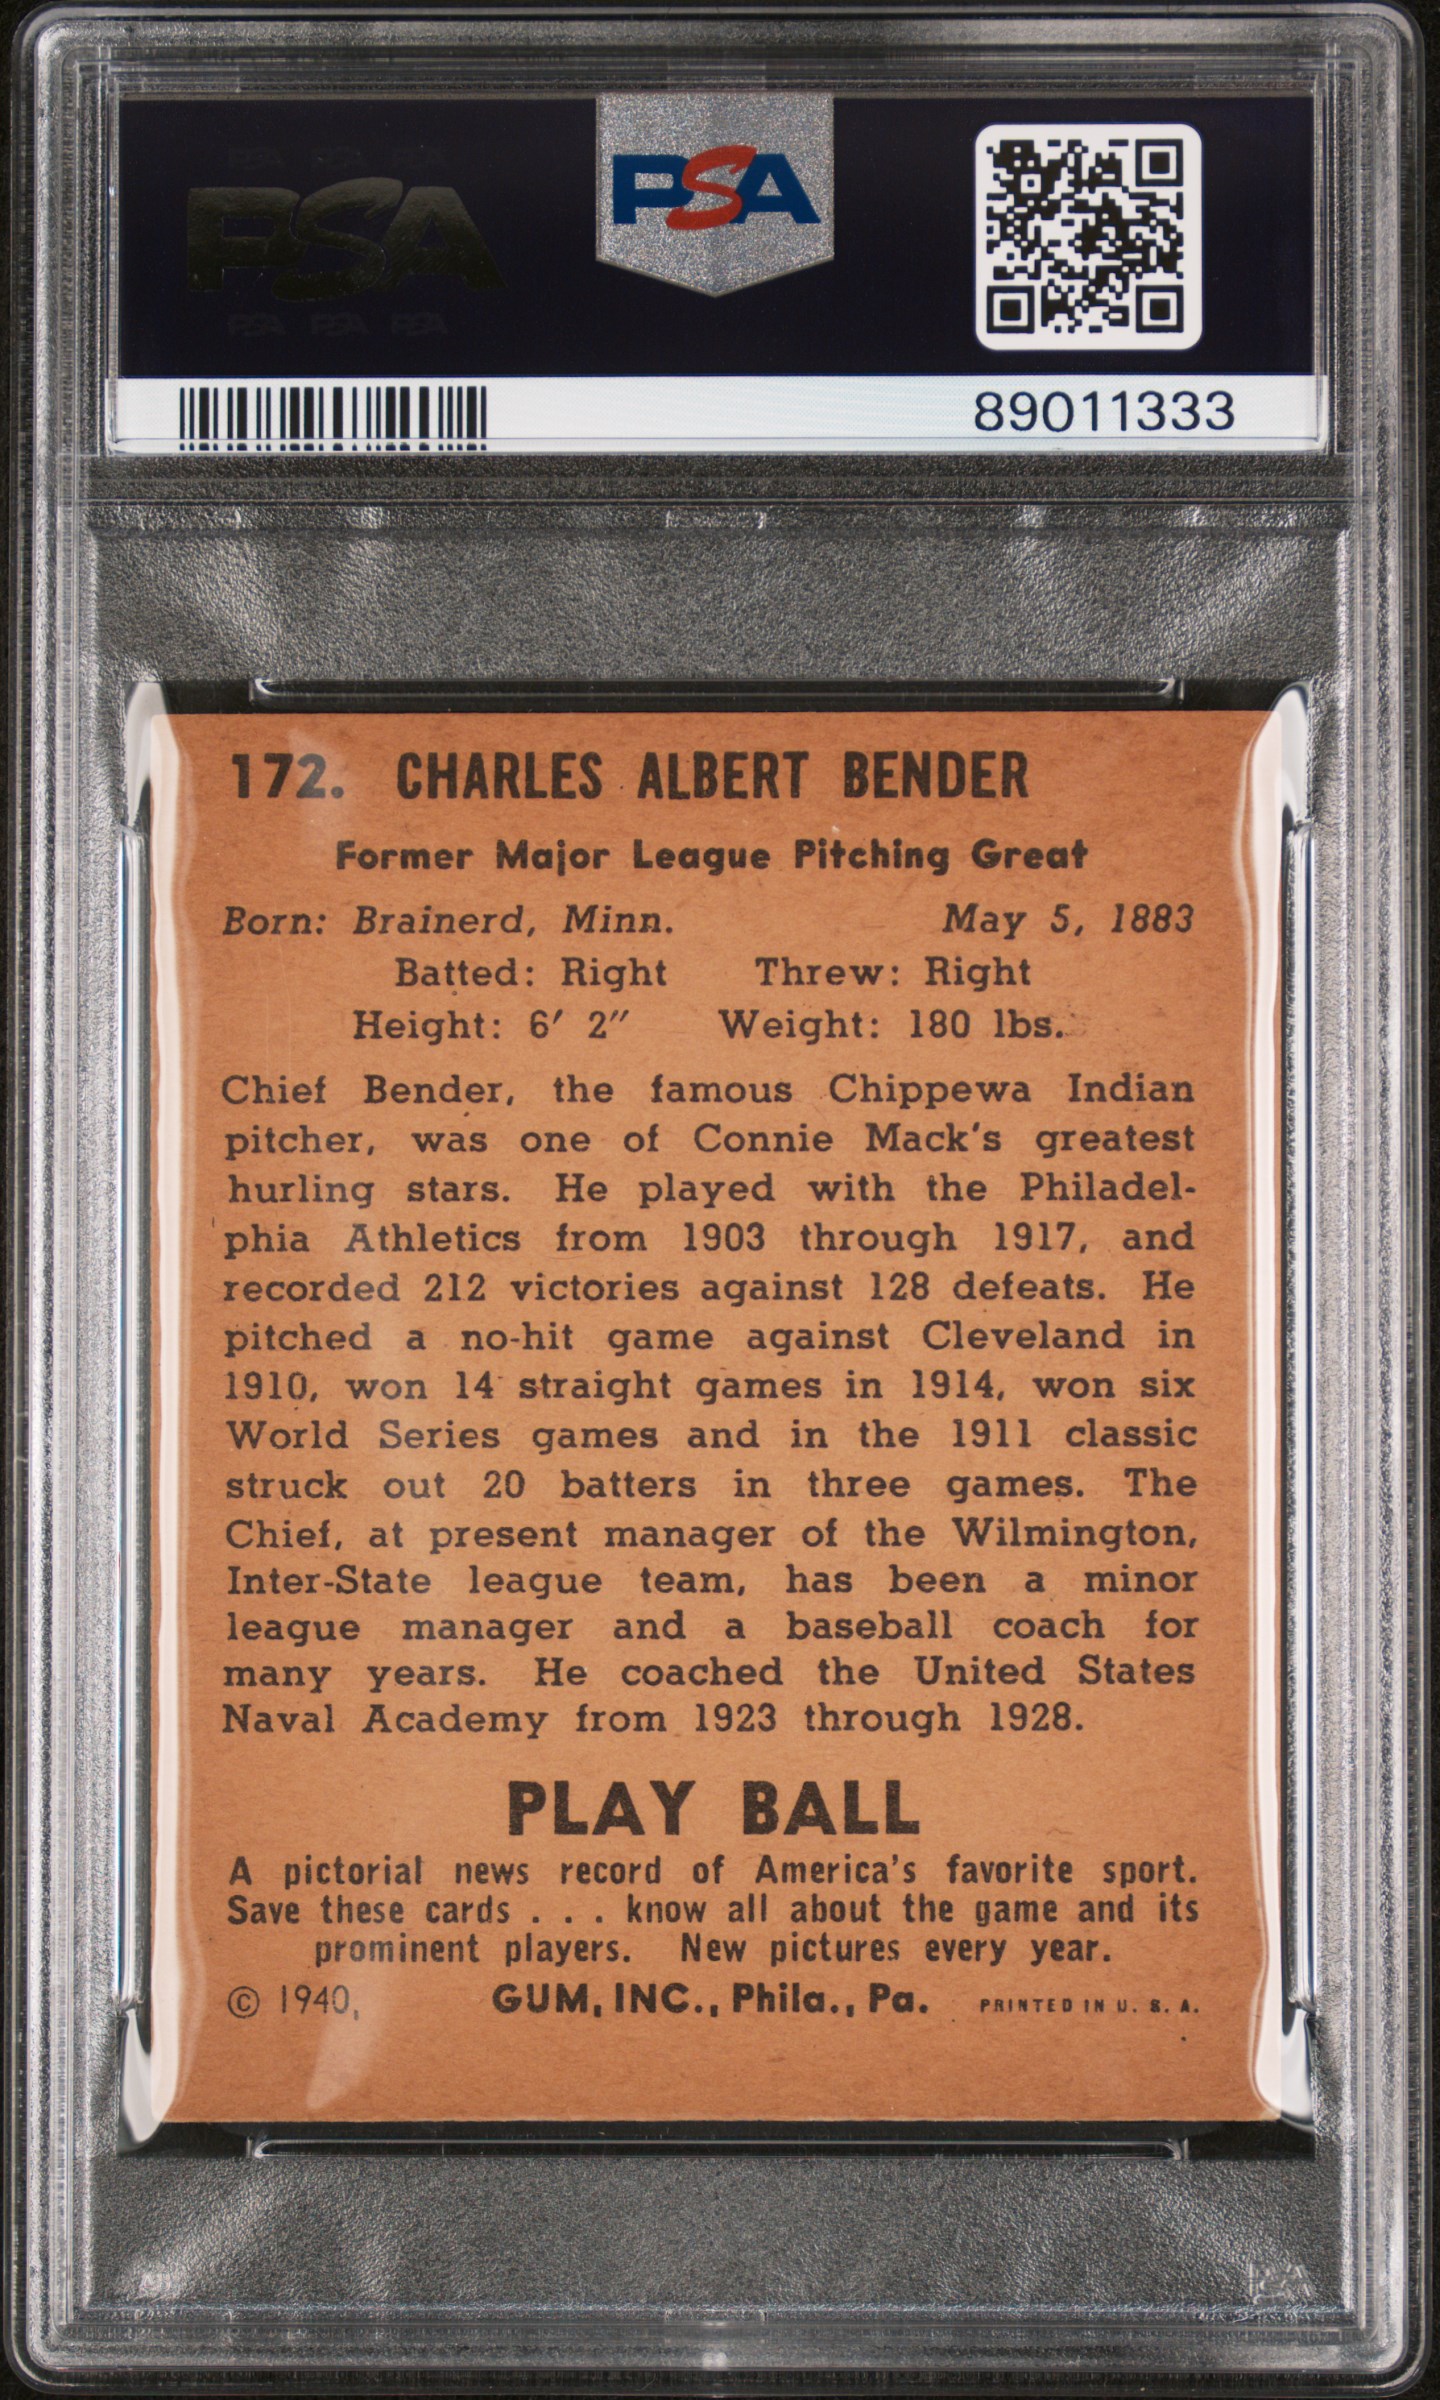 PSA PSA PSA
PSA
PSA PSA PSA
PSA
89011333
172. CHARLES ALBERT BENDER
Former Major League Pitching Great
Born: Brainerd, Minn. May 5, 1883
Batted: Right Threw: Right
Height: 6′ 2″ Weight: 180 lbs.
Chief Bender, the famous Chippewa Indian
pitcher, was one of Connie Mack's greatest
hurling stars. He played with the Philadel-
phia Athletics from 1903 through 1917, and
recorded 212 victories against 128 defeats. He
pitched a no-hit game against Cleveland in
1910, won 14 straight games in 1914, won six
World Series games and in the 1911 classic
struck out 20 batters in three games. The
Chief, at present manager of the Wilmington,
Inter-State league team, has been a minor
league manager and a baseball coach for
many years. He coached the United States
Naval Academy from 1923 through 1928.
PLAY BALL
A pictorial news record of America's favorite sport.
Save these cards . . . know all about the game and its
prominent players. New pictures every year.
© 1940, GUM, INC., Phila., Pa. PRINTED IN U. S. A.
PSA